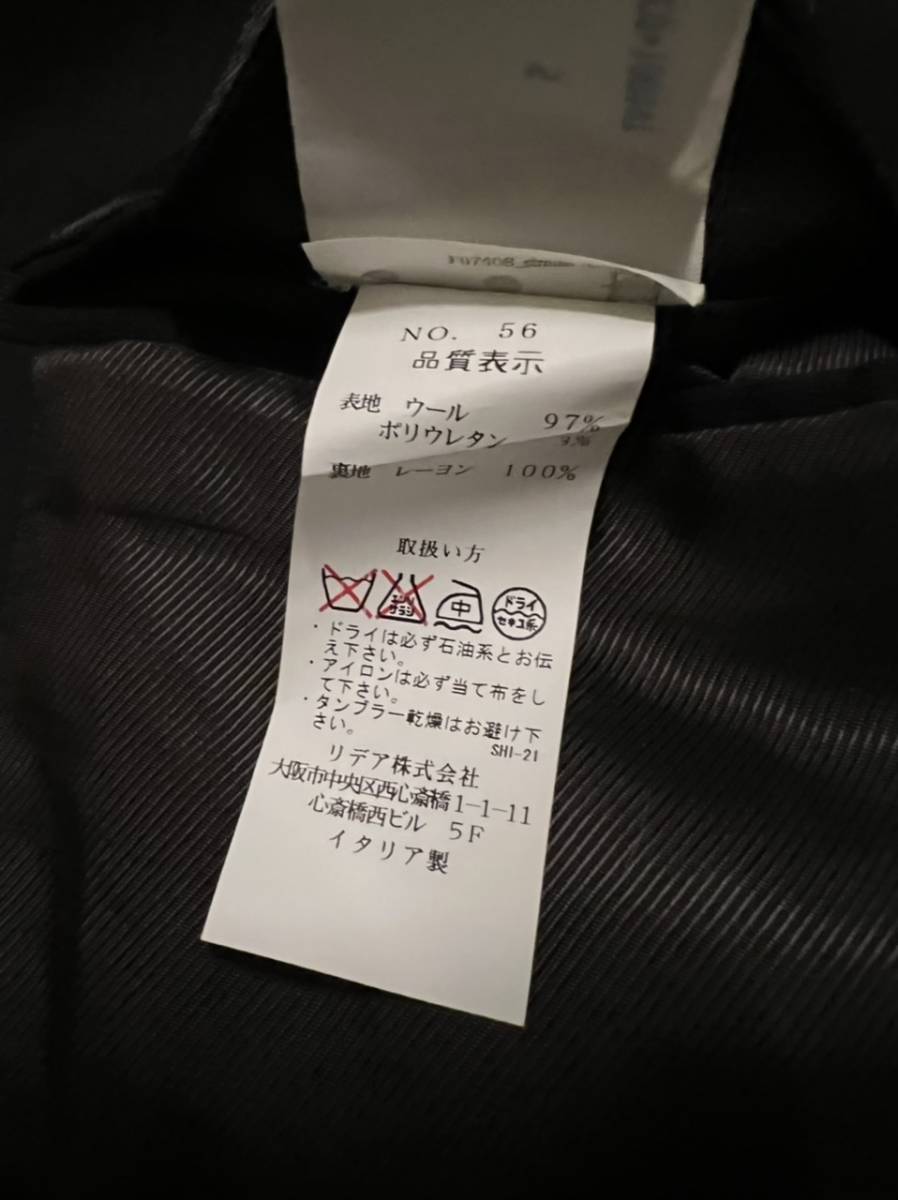 NO. 56
品質表示
表地 ウール 97%
ポリウレタン 3%
裏地 レーヨン 100%
取扱い方
エンソ
中
ドライ
セキユ系
・ドライは必ず石油系とお伝
え下さい。
・アイロンは必ず当て布をし
て下さい。
・タンブラー乾燥はお避け下
さい。
SHI-21
リデア株式会社
大阪市中央区西心斎橋1-1-11
心斎橋西ビル 5F
イタリア製